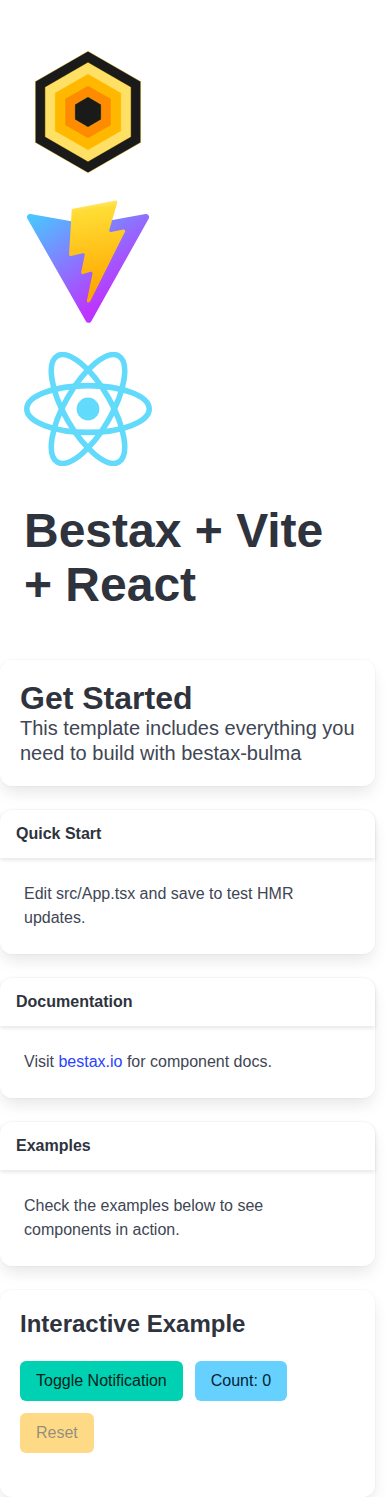 Bestax + Vite
+ React
Get Started
This template includes everything you
need to build with bestax-bulma
Quick Start
Edit src/App.tsx and save to test HMR
updates.
Documentation
Visit bestax.io for component docs.
Examples
Check the examples below to see
components in action.
Interactive Example
Toggle Notification
Count: 0
Reset